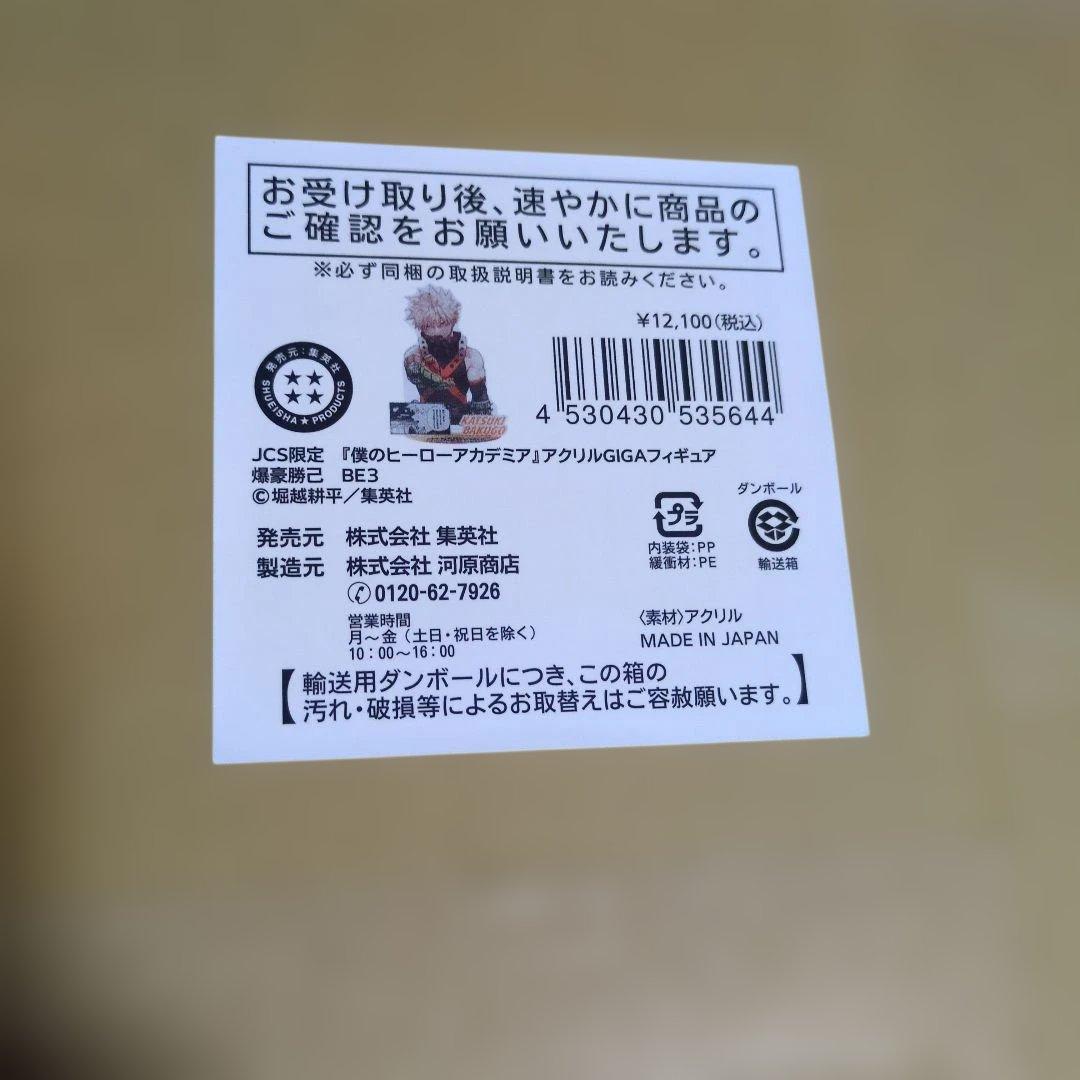 お受け取り後、速やかに商品の
ご確認をお願いいたします。
※必ず同梱の取扱説明書をお読みください。
¥12,100(税込)
発売元:集英社
SHUEISHA★PRODUCTS
KATSUKI
BAKUGO
4 530430 535644
JCS限定 『僕のヒーローアカデミア』アクリルGIGAフィギュア
爆豪勝己 BE3
©堀越耕平/集英社
発売元 株式会社 集英社
製造元 株式会社 河原商店
0120-62-7926
営業時間
月~金(土日・祝日を除く)
10:00~16:00
プラ
内装袋:PP
緩衝材:PE
ダンボール
輸送箱
〈素材〉アクリル
MADE IN JAPAN
【輸送用ダンボールにつき、この箱の
汚れ・破損等によるお取替えはご容赦願います。】